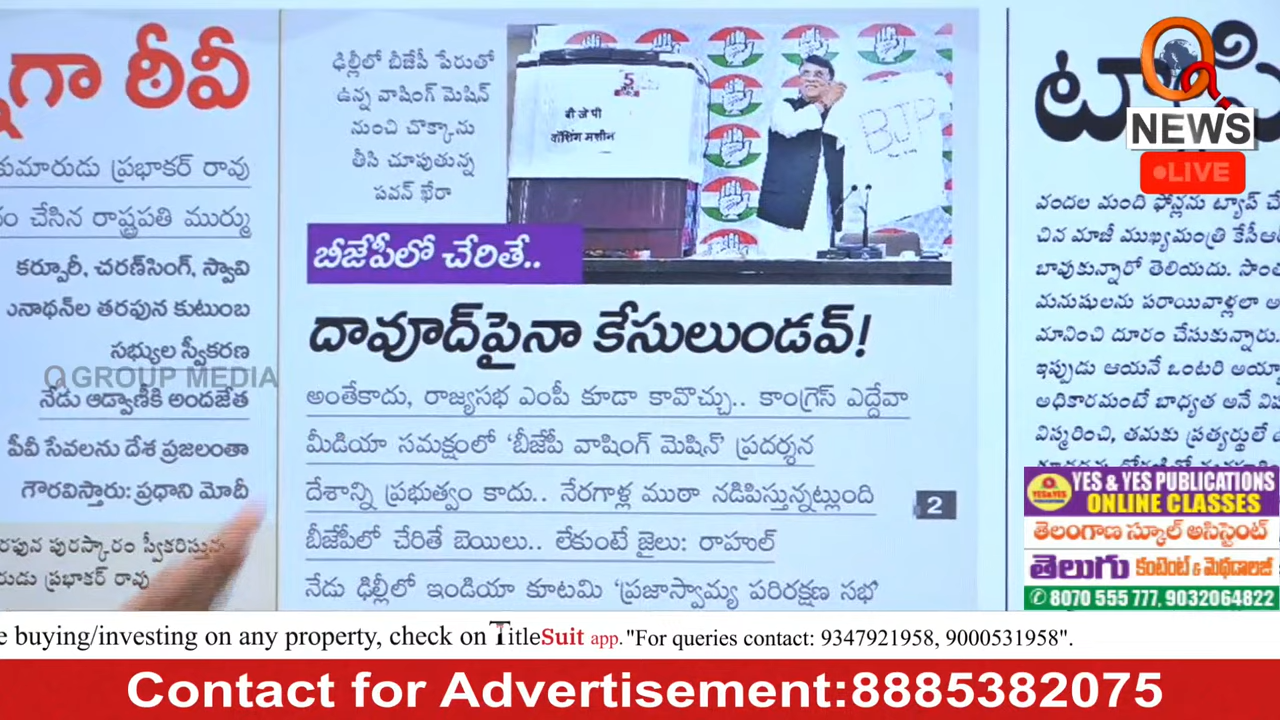 గా ఠీవీ
కుమారుడు ప్రభాకర్ రావు
చేసిన రాష్ట్రపతి ముర్ము
కర్పూరీ, చరణ్‌సింగ్, స్వామి
నాథన్‌ల తరఫున కుటుంబ
సభ్యుల స్వీకరణ
నేడు ఆడ్వాణీకి అందజేత
పీవీ సేవలను దేశ ప్రజలంతా
గౌరవిస్తారు: ప్రధాని మోదీ
పురస్కారం
ప్రభాకర్ రావు
GROUP MEDIA
ఢిల్లీలో బీజేపీ పేరుతో
ఉన్న వాషింగ్ మెషిన్
నుంచి చొక్కాను
తీసి చూపుతున్న
పవన్ ఖేరా
5
बी जे पी
वॉशिंग मशीन
BJP
బీజేపీలో చేరితే..
దావూద్‌పైనా కేసులుండవ్!
అంతేకాదు, రాజ్యసభ ఎంపీ కూడా కావొచ్చు.. కాంగ్రెస్ ఎద్దేవా
మీడియా సమక్షంలో ‘బీజేపీ వాషింగ్ మెషిన్’ ప్రదర్శన
దేశాన్ని ప్రభుత్వం కాదు.. నేరగాళ్ల ముఠా నడిపిస్తున్నట్లుంది
2
బీజేపీలో చేరితే బెయిలు.. లేకుంటే జైలు: రాహుల్
నేడు ఢిల్లీలో ఇండియా కూటమి ‘ప్రజాస్వామ్య పరిరక్షణ సభ’
NEWS
LIVE
వందల మంది ఫోన్లను ట్యాప్
చిన మాజీ ముఖ్యమంత్రి
బావుకున్నారో తెలియదు.
మనుషులను పరాయివాళ్లలా
మానించి దూరం చేసుకున్నారు.
ఇప్పుడు ఆయనే ఒంటరి
అధికారమంటే బాధ్యత అనే
విస్మరించి, తమకు ప్రత్యర్థులే
YES & YES PUBLICATIONS
ONLINE CLASSES
తెలంగాణ స్కూల్ అసిస్టెంట్
తెలుగు కంటెంట్ & మెథడాలజీ
8070 555 777, 9032064822
e buying/investing on any property, check on TitleSuit app. "For queries contact: 9347921958, 9000531958".
Contact for Advertisement:8885382075